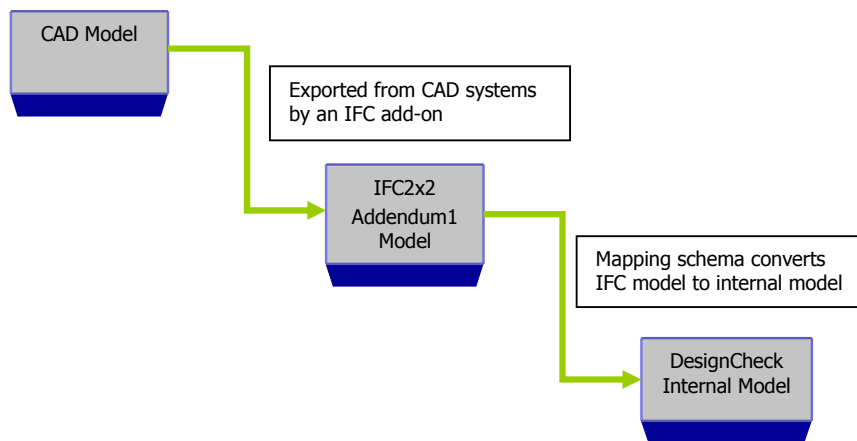 CAD Model
Exported from CAD systems
by an IFC add-on
IFC2x2
Addendum1
Model
Mapping schema converts
IFC model to internal model
DesignCheck
Internal Model